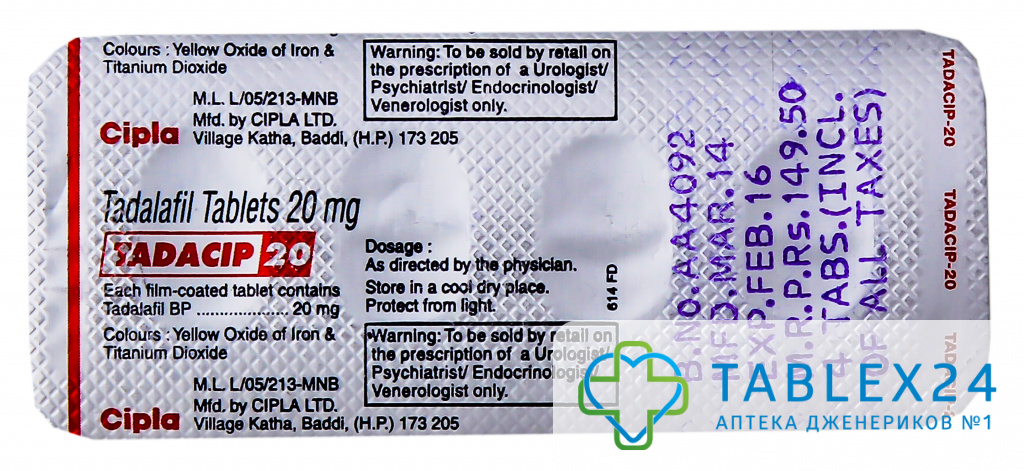 Colours : Yellow Oxide of Iron &
Titanium Dioxide
M.L. L/05/213-MNB
Mfd. by CIPLA LTD.
Cipla
Village Katha, Baddi, (H.P.) 173 205
Warning: To be sold by retail on
the prescription of a Urologist/
Psychiatrist/ Endocrinologist/
Venerologist only.
Tadalafil Tablets 20 mg
TADACIP 20
Each film-coated tablet contains
Tadalafil BP ................... 20 mg
Colours : Yellow Oxide of Iron &
Titanium Dioxide
M.L. L/05/213-MNB
Mfd. by CIPLA LTD.
Cipla
Village Katha, Baddi, (H.P.) 173 205
Dosage :
As directed by the physician.
Store in a cool dry place.
Protect from light.
614 FD
Warning: To be sold by retail on
the prescription of a Urologist/
Psychiatrist/ Endocrinologist/
Venerologist only.
B.NO.AA4092
MFD.MAR.14
EXP.FEB.16
M.R.P.RS.149.50
4 TABS.(INCL.
OF ALL TAXES)
TADACIP-20
TADACIP-20
TABLEX24
АПТЕКА ДЖЕНЕРИКОВ №1